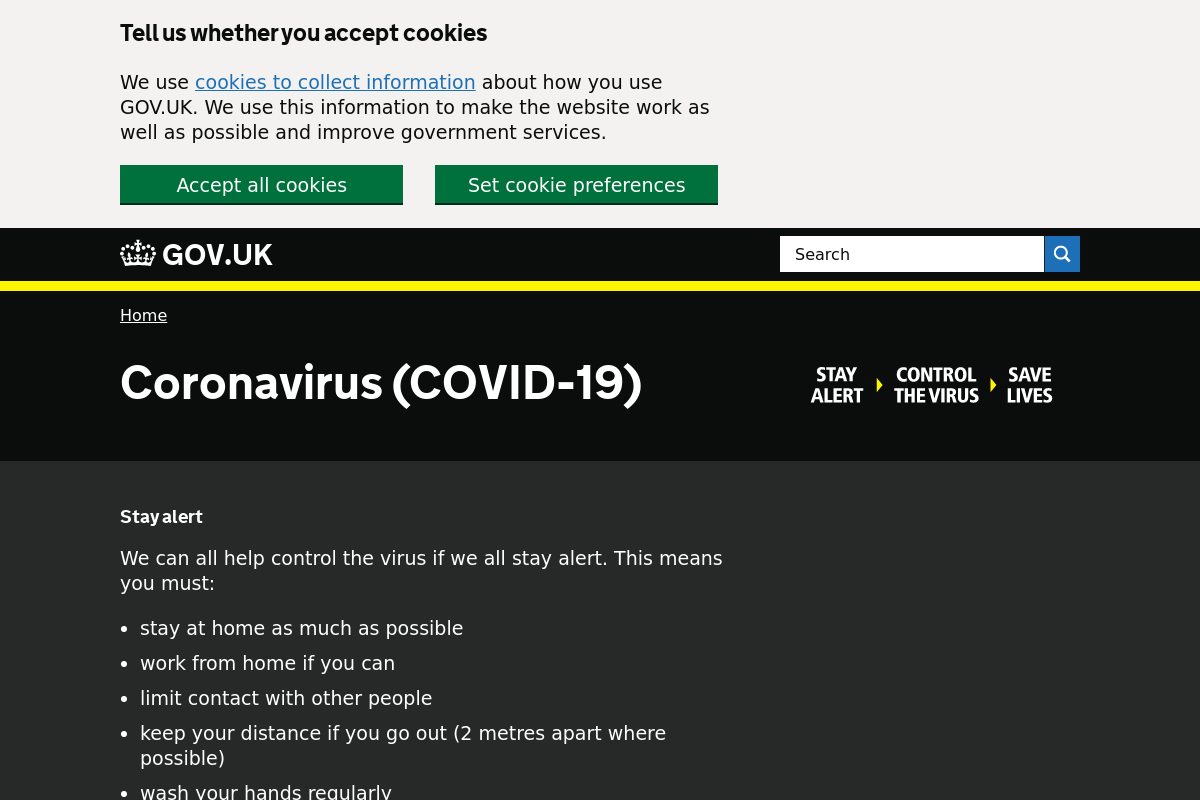 Tell us whether you accept cookies
We use cookies to collect information about how you use
GOV.UK. We use this information to make the website work as
well as possible and improve government services.
Accept all cookies
Set cookie preferences
GOV.UK
Search
Home
Coronavirus (COVID-19)
STAY ALERT
CONTROL THE VIRUS
SAVE LIVES
Stay alert
We can all help control the virus if we all stay alert. This means
you must:
• stay at home as much as possible
• work from home if you can
• limit contact with other people
• keep your distance if you go out (2 metres apart where
possible)
• wash your hands regularly